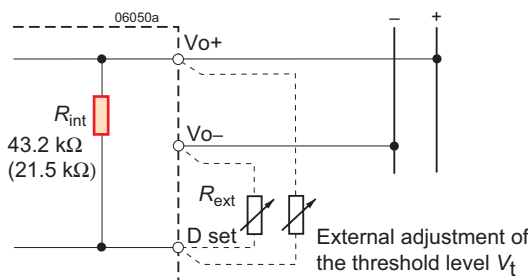 06050a
– +
Vo+
Rint
43.2 kΩ
(21.5 kΩ)
Vo–
Rext
D set
External adjustment of
the threshold level Vt